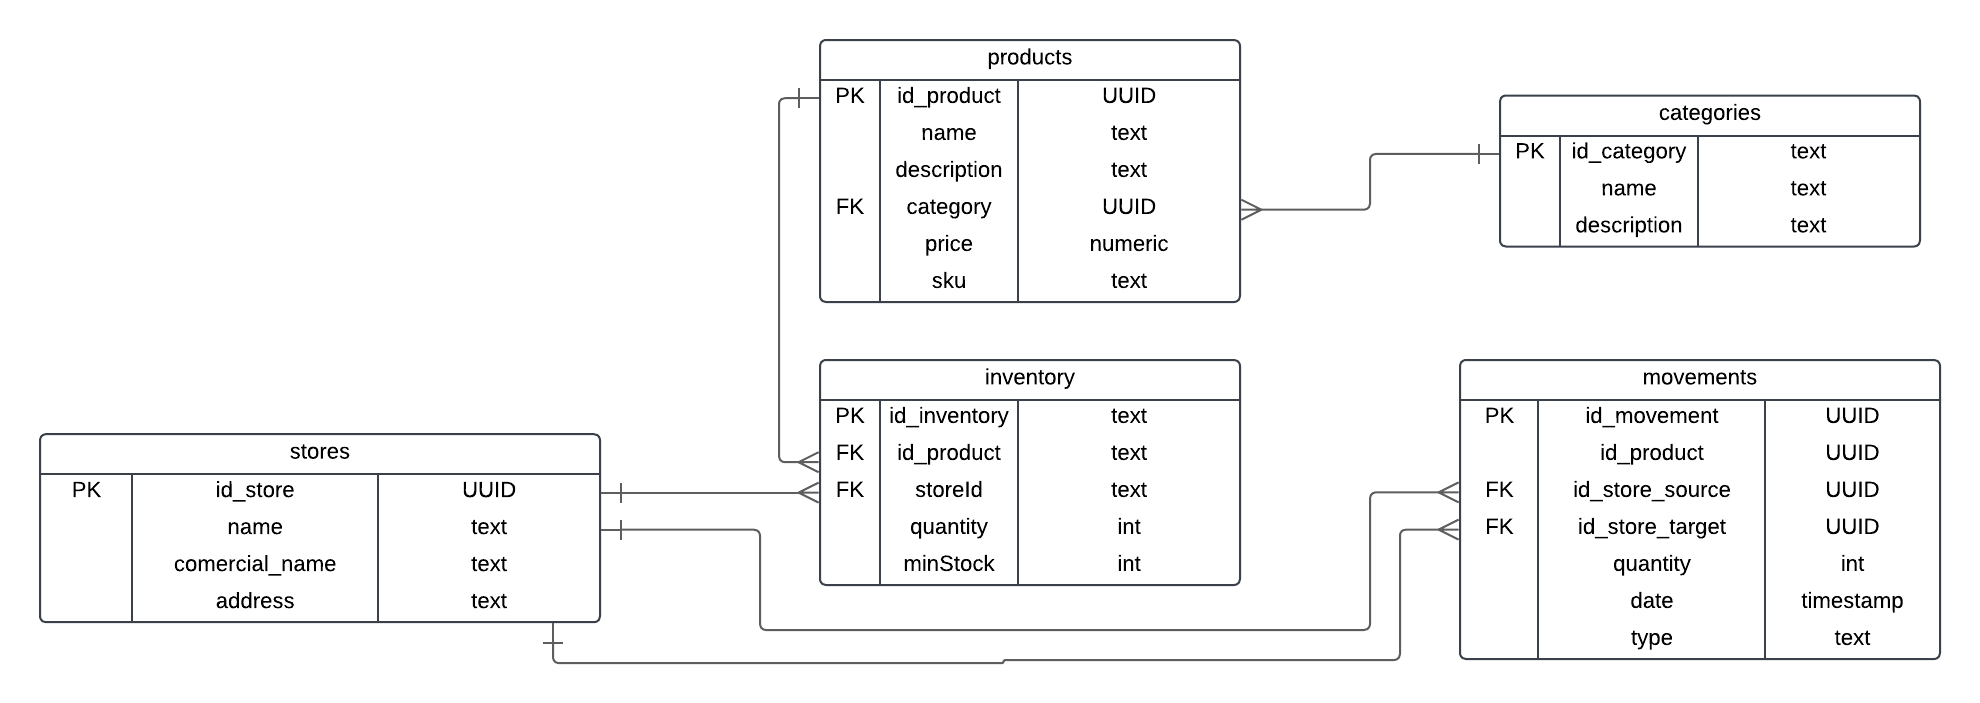 products
PK id_product UUID
name text
description text
FK category UUID
price numeric
sku text
categories
PK id_category text
name text
description text
inventory
PK id_inventory text
FK id_product text
FK storeId text
quantity int
minStock int
movements
PK id_movement UUID
id_product UUID
FK id_store_source UUID
FK id_store_target UUID
quantity int
date timestamp
type text
stores
PK id_store UUID
name text
comercial_name text
address text